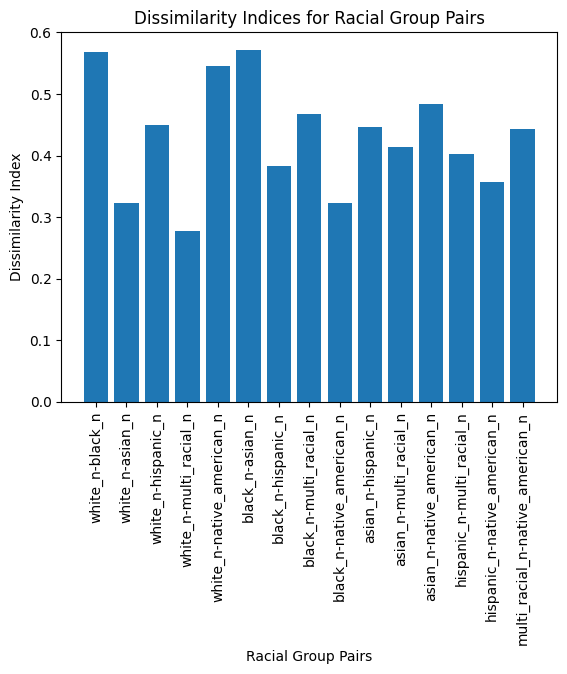 Dissimilarity Indices for Racial Group Pairs
0.6
0.5
0.4
0.3
0.2
0.1
0.0
Dissimilarity Index
white_n-black_n
white_n-asian_n
white_n-hispanic_n
white_n-multi_racial_n
white_n-native_american_n
black_n-asian_n
black_n-hispanic_n
black_n-multi_racial_n
black_n-native_american_n
asian_n-hispanic_n
asian_n-multi_racial_n
asian_n-native_american_n
hispanic_n-multi_racial_n
hispanic_n-native_american_n
multi_racial_n-native_american_n
Racial Group Pairs